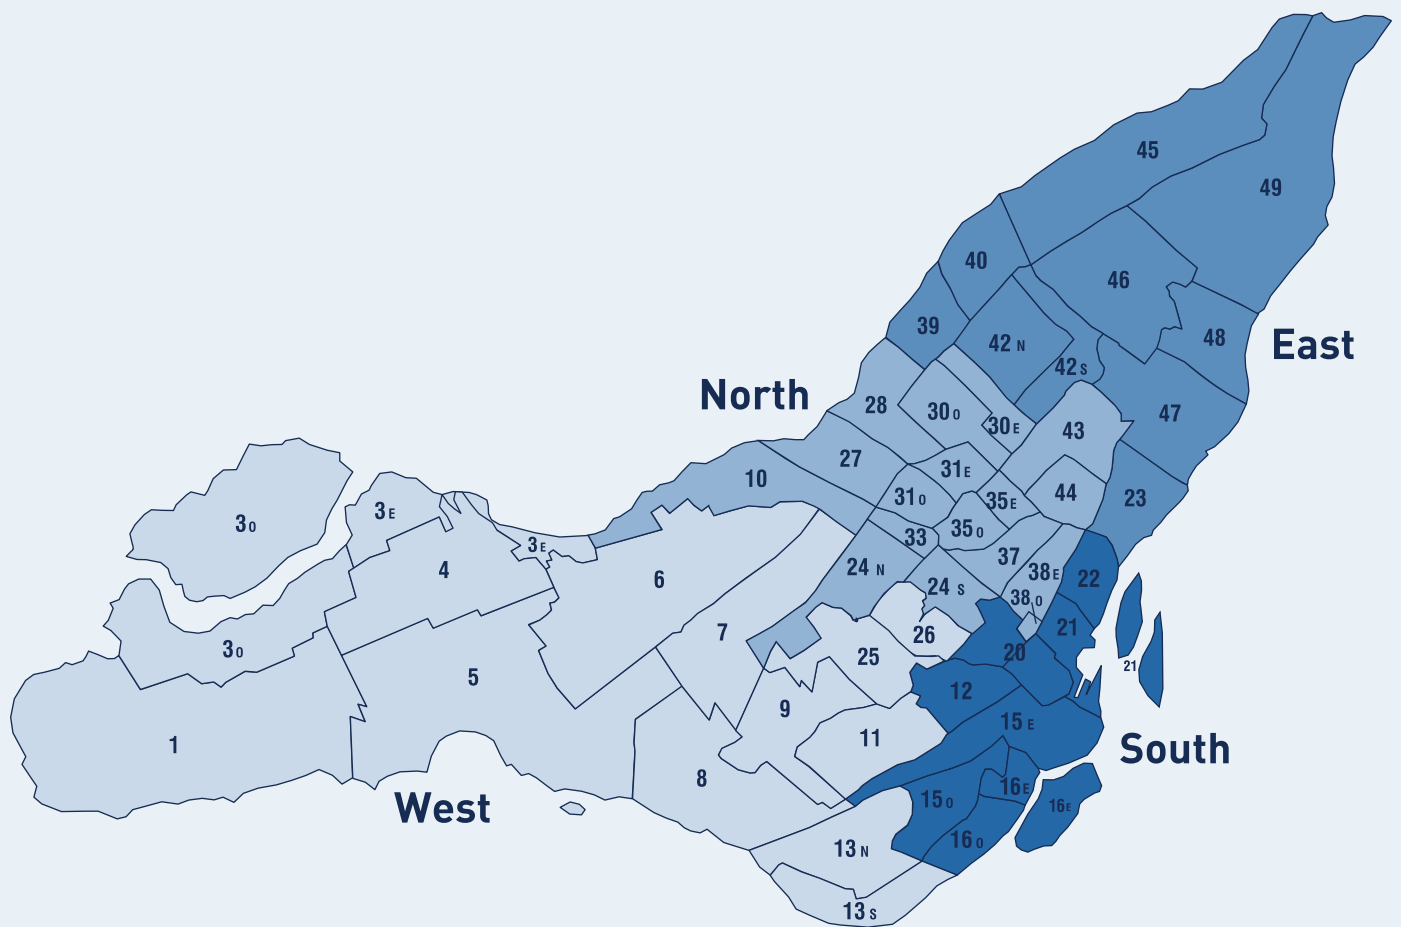 45
49
40
46
39
42 N
48
East
42 S
North
28
30 O
30 E
43
47
27
31 E
10
31 O
35 E
44
23
3 O
3 E
35 O
33
3 E
37
4
24 N
38 E
22
6
24 S
38 O
7
26
21
3 O
20
25
21
5
12
9
15 E
1
11
South
8
16 E
West
15 O
16 E
16 O
13 N
13 S